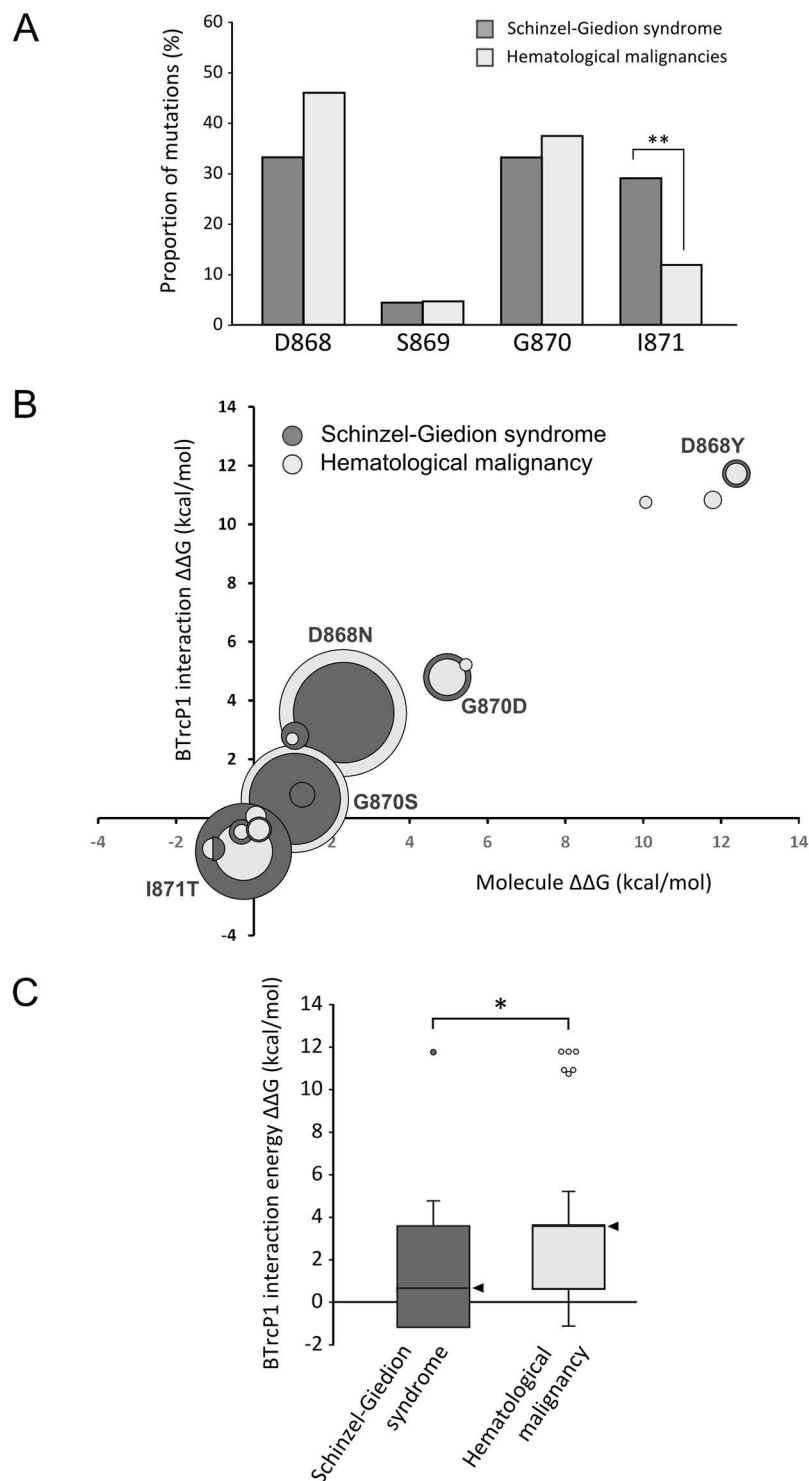 A
Proportion of mutations (%)
60
50
40
30
20
10
0
Schinzel-Giedion syndrome
Hematological malignancies
**
D868 S869 G870 I871
B
BTrcP1 interaction ΔΔG (kcal/mol)
14
12
10
8
6
4
2
-4
Schinzel-Giedion syndrome
Hematological malignancy
D868Y
D868N
G870D
G870S
I871T
-4 -2 2 4 6 8 10 12 14
Molecule ΔΔG (kcal/mol)
C
BTrcP1 interaction energy ΔΔG (kcal/mol)
14
12
10
8
6
4
2
0
-2
*
Schinzel-Giedion
syndrome
Hematological
malignancy